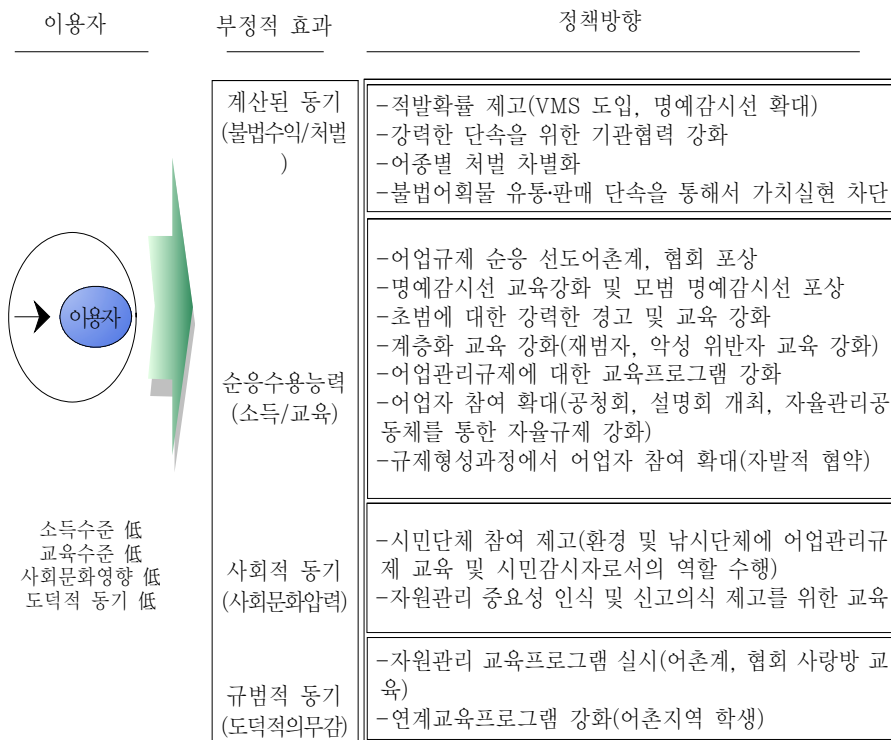 이용자
부정적 효과
정책방향
계산된 동기
(불법수익/처벌
)
-적발확률 제고(VMS 도입, 명예감시선 확대)
-강력한 단속을 위한 기관협력 강화
-어종별 처벌 차별화
-불법어획물 유통·판매 단속을 통해서 가치실현 차단
이용자
순응수용능력
(소득/교육)
-어업규제 순응 선도어촌계, 협회 포상
-명예감시선 교육강화 및 모범 명예감시선 포상
-초범에 대한 강력한 경고 및 교육 강화
-계층화 교육 강화(재범자, 악성 위반자 교육 강화)
-어업관리규제에 대한 교육프로그램 강화
-어업자 참여 확대(공청회, 설명회 개최, 자율관리공
동체를 통한 자율규제 강화)
-규제형성과정에서 어업자 참여 확대(자발적 협약)
소득수준 低
교육수준 低
사회문화영향 低
도덕적 동기 低
사회적 동기
(사회문화압력)
-시민단체 참여 제고(환경 및 낚시단체에 어업관리규
제 교육 및 시민감시자로서의 역할 수행)
-자원관리 중요성 인식 및 신고의식 제고를 위한 교육
규범적 동기
(도덕적의무감)
-자원관리 교육프로그램 실시(어촌계, 협회 사랑방 교
육)
-연계교육프로그램 강화(어촌지역 학생)